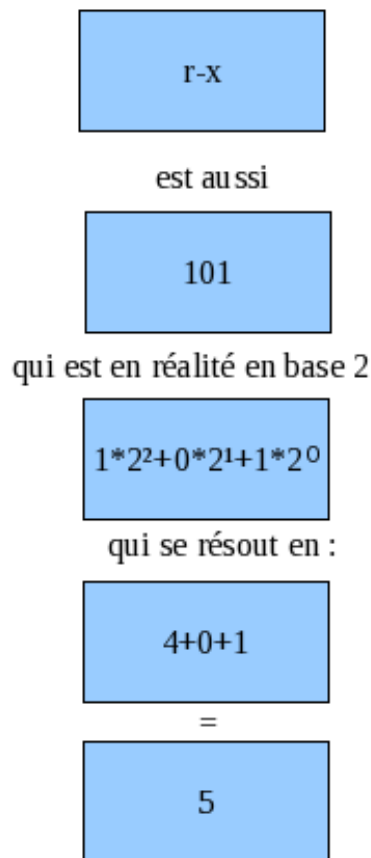 r-x
est aussi
101
qui est en réalité en base 2
1*2²+0*2¹+1*2⁰
qui se résout en :
4+0+1
=
5